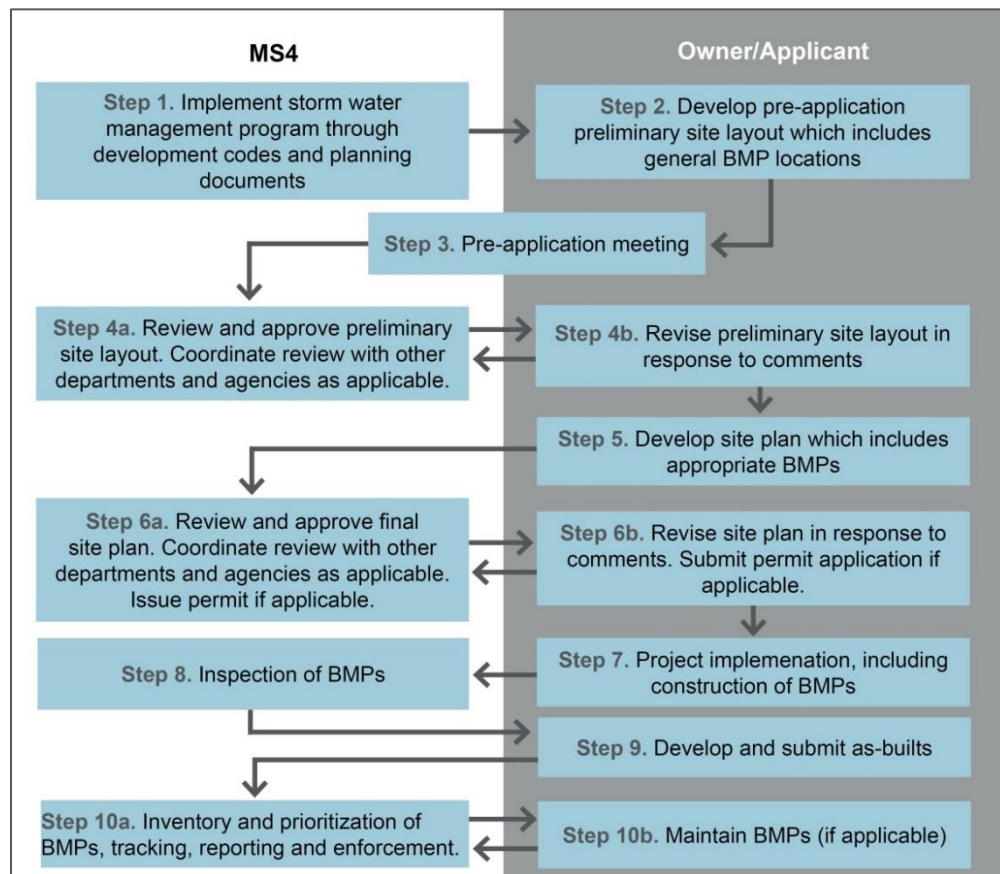 MS4
Owner/Applicant
Step 1. Implement storm water
management program through
development codes and planning
documents
Step 2. Develop pre-application
preliminary site layout which includes
general BMP locations
Step 3. Pre-application meeting
Step 4a. Review and approve preliminary
site layout. Coordinate review with other
departments and agencies as applicable.
Step 4b. Revise preliminary site layout in
response to comments
Step 5. Develop site plan which includes
appropriate BMPs
Step 6a. Review and approve final
site plan. Coordinate review with other
departments and agencies as applicable.
Issue permit if applicable.
Step 6b. Revise site plan in response to
comments. Submit permit application if
applicable.
Step 7. Project implemenation, including
construction of BMPs
Step 8. Inspection of BMPs
Step 9. Develop and submit as-builts
Step 10a. Inventory and prioritization of
BMPs, tracking, reporting and enforcement.
Step 10b. Maintain BMPs (if applicable)